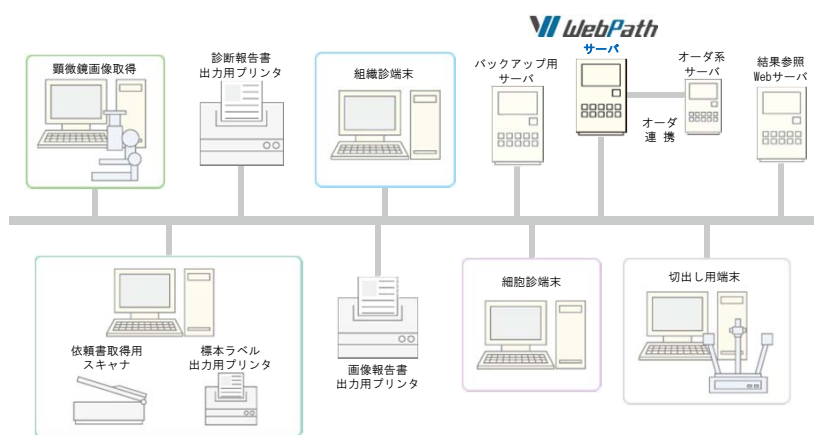 WebPath
サーバ
顕微鏡画像取得
診断報告書
出力用プリンタ
組織診端末
バックアップ用
サーバ
オーダ系
サーバ
結果参照
Webサーバ
オーダ
連 携
依頼書取得用
スキャナ
標本ラベル
出力用プリンタ
画像報告書
出力用プリンタ
細胞診端末
切出し用端末